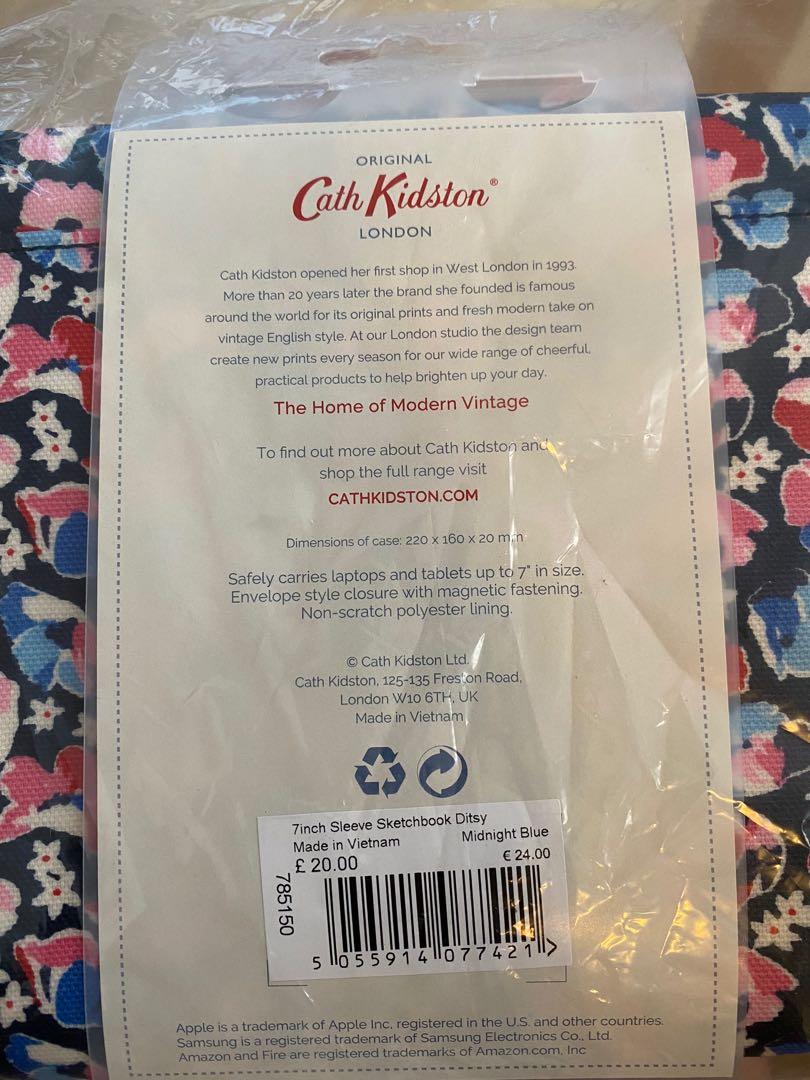 ORIGINAL
Cath Kidston®
LONDON
Cath Kidston opened her first shop in West London in 1993.
More than 20 years later the brand she founded is famous
around the world for its original prints and fresh modern take on
vintage English style. At our London studio the design team
create new prints every season for our wide range of cheerful,
practical products to help brighten up your day.
The Home of Modern Vintage
To find out more about Cath Kidston and
shop the full range visit
CATHKIDSTON.COM
Dimensions of case: 220 x 160 x 20 mm
Safely carries laptops and tablets up to 7" in size.
Envelope style closure with magnetic fastening.
Non-scratch polyester lining.
© Cath Kidston Ltd.
Cath Kidston, 125-135 Freston Road,
London W10 6TH, UK
Made in Vietnam
7inch Sleeve Sketchbook Ditsy
Made in Vietnam Midnight Blue
£ 20.00 € 24.00
785150
5 055914 077421 >
Apple is a trademark of Apple Inc, registered in the U.S. and other countries.
Samsung is a registered trademark of Samsung Electronics Co., Ltd.
Amazon and Fire are registered trademarks of Amazon.com, Inc